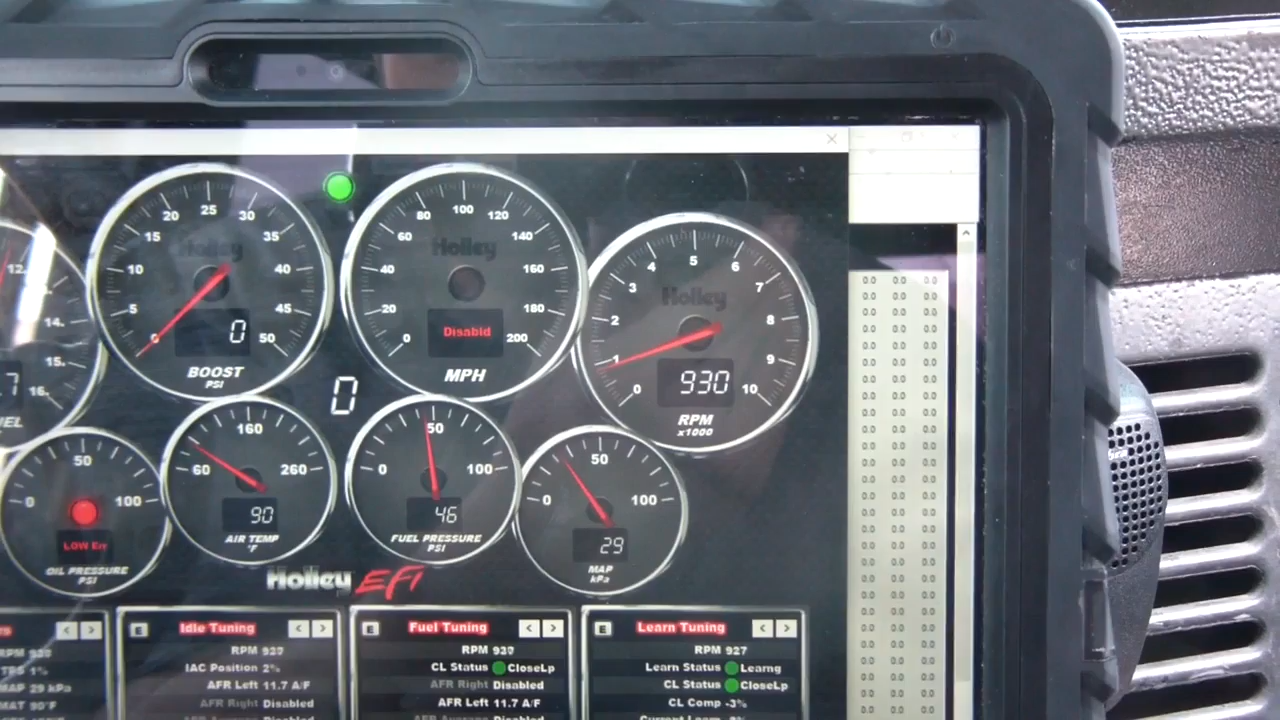 Holley
0 5 10 15 20 25 30 35 40 45 50
0
BOOST
PSI
Holley
0 20 40 60 80 100 120 140 160 180 200
Disabld
MPH
Holley
0 1 2 3 4 5 6 7 8 9 10
930
RPM
x1000
12.
14.
15.
16.
0
0 50 100
LOW Err
OIL PRESSURE
PSI
60 160 260
90
AIR TEMP
°F
0 50 100
46
FUEL PRESSURE
PSI
0 50 100
29
MAP
kPa
Holley EFI
E Idle Tuning
RPM
IAC Position 2%
AFR Left 11.7 A/F
AFR Right Disabled
E Fuel Tuning
RPM
CL Status CloseLp
AFR Right Disabled
AFR Left 11.7 A/F
E Learn Tuning
RPM 927
Learn Status Learng
CL Status CloseLp
CL Comp -3%
MAP 29 kPa
MAT 90°F